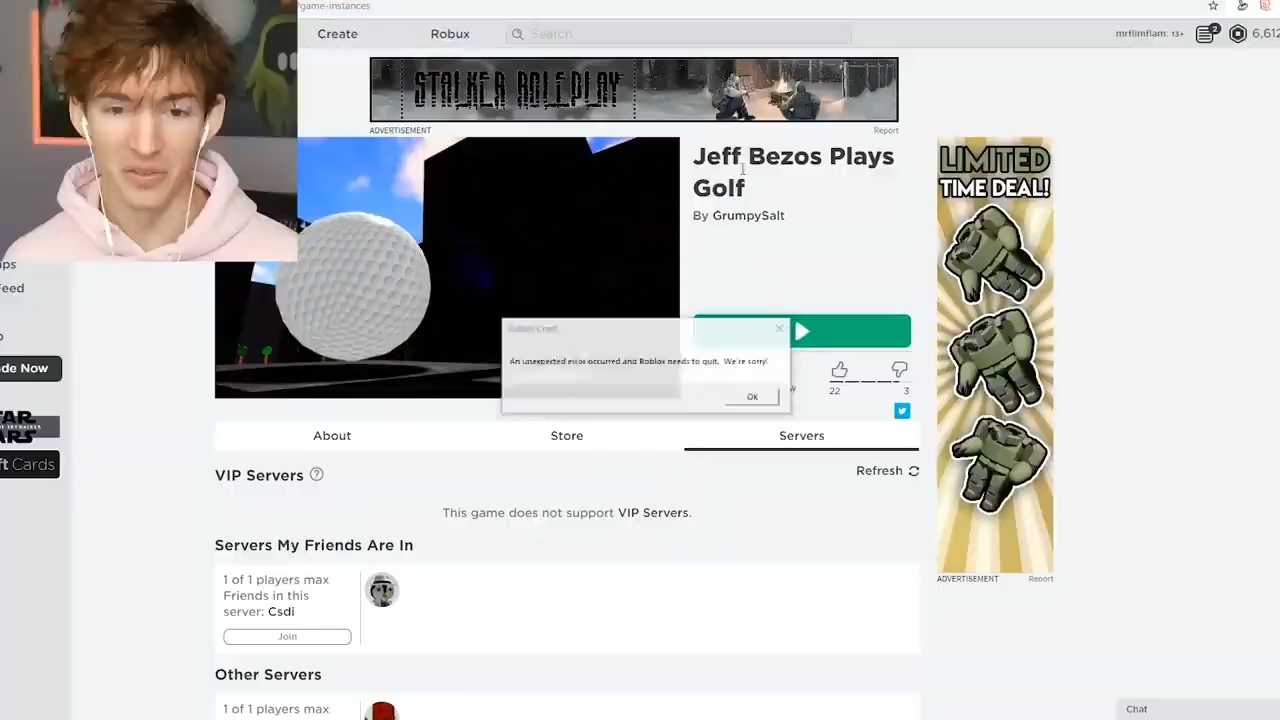 /game-instances
Create
Robux
Search
mrflimflam: 13+
2
6,612
STALKER ROLEPLAY
ADVERTISEMENT
Report
Jeff Bezos Plays
Golf
By GrumpySalt
LIMITED
TIME DEAL!
ps
Feed
An unexpected error occurred and Roblox needs to quit. We're sorry!
OK
22
3
de Now
ft Cards
About
Store
Servers
VIP Servers
Refresh
This game does not support VIP Servers.
Servers My Friends Are In
1 of 1 players max
Friends in this
server: Csdi
Join
ADVERTISEMENT
Report
Other Servers
1 of 1 players max
Chat